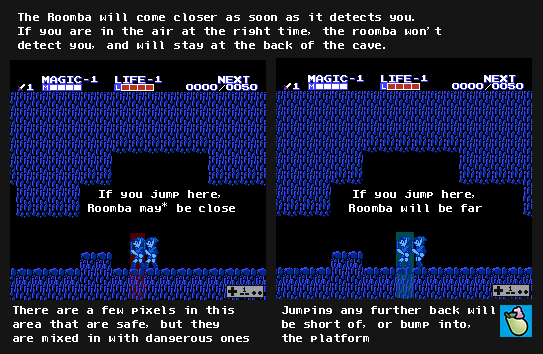 The Roomba will come closer as soon as it detects you.
If you are in the air at the right time, the roomba won't
detect you, and will stay at the back of the cave.
1 MAGIC-1 LIFE-1 NEXT
M L 0000/0050
If you jump here,
Roomba may* be close
1
There are a few pixels in this
area that are safe, but they
are mixed in with dangerous ones
1 MAGIC-1 LIFE-1 NEXT
M L 0000/0050
If you jump here,
Roomba will be far
1
Jumping any further back will
be short of, or bump into,
the platform